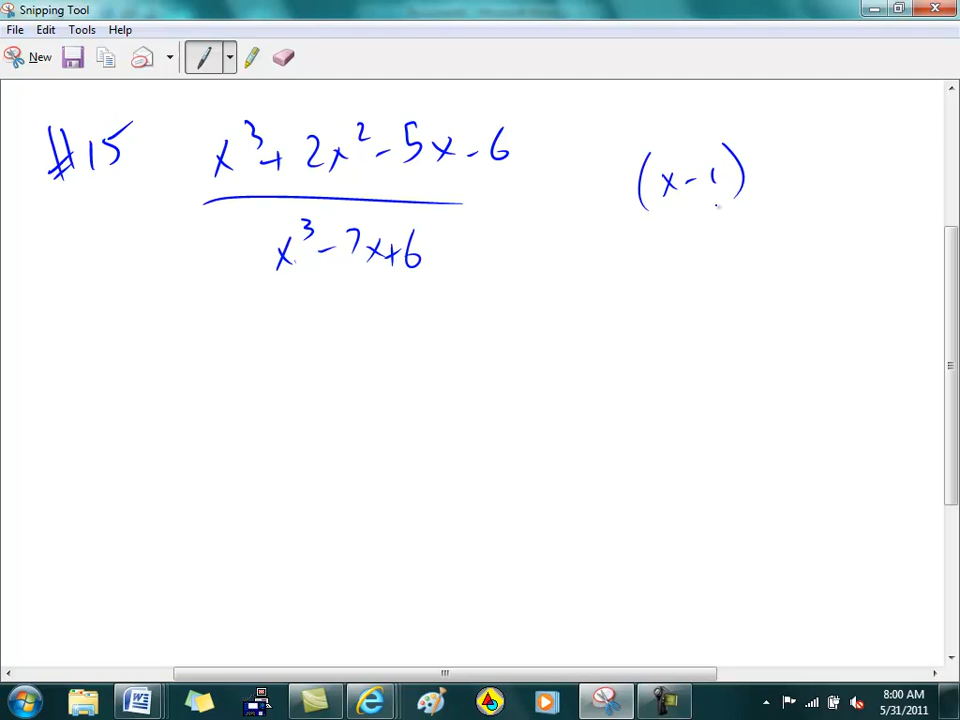 Snipping Tool
File Edit Tools Help
New
#15 x³ + 2x² - 5x - 6
(x - 1)
x³ - 7x + 6
8:00 AM
5/31/2011